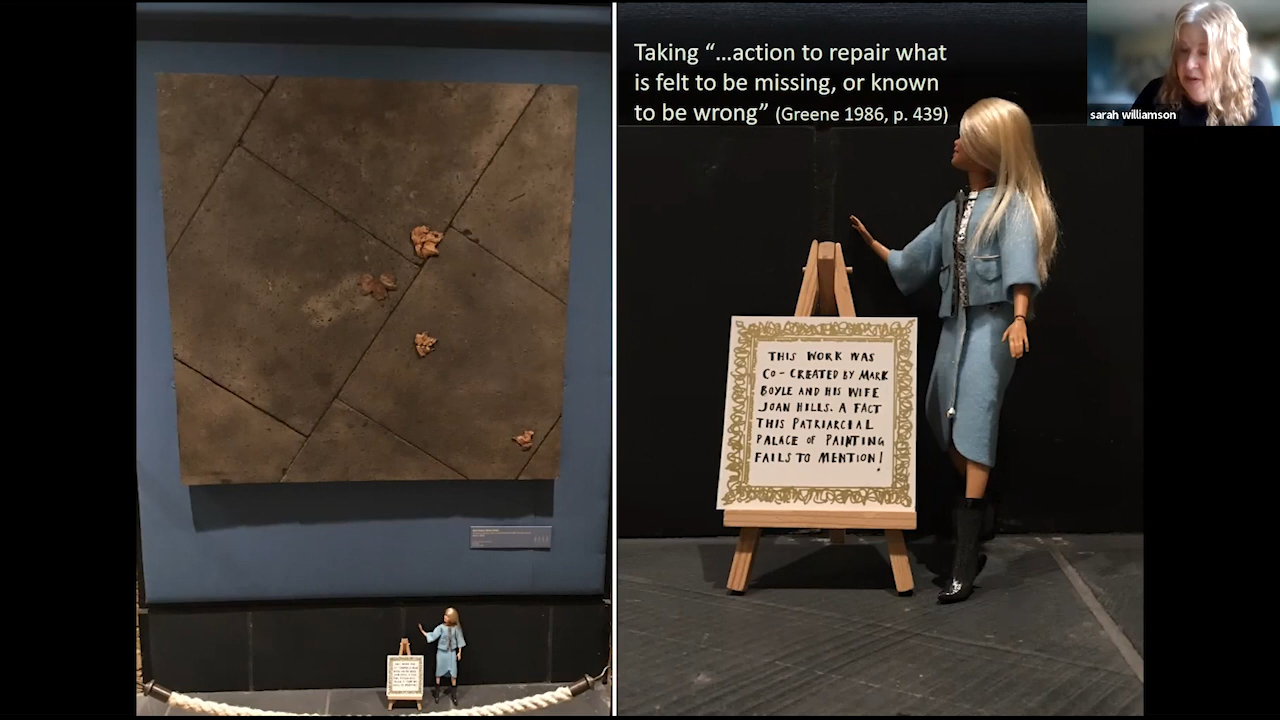 Taking “…action to repair what
is felt to be missing, or known
to be wrong” (Greene 1986, p. 439)
sarah williamson
THIS WORK WAS
CO-CREATED BY MARK
BOYLE AND HIS WIFE
JOAN HILLS. A FACT
THIS PATRIARCIAL
PALACE OF PAINTING
FAILS TO MENTION!